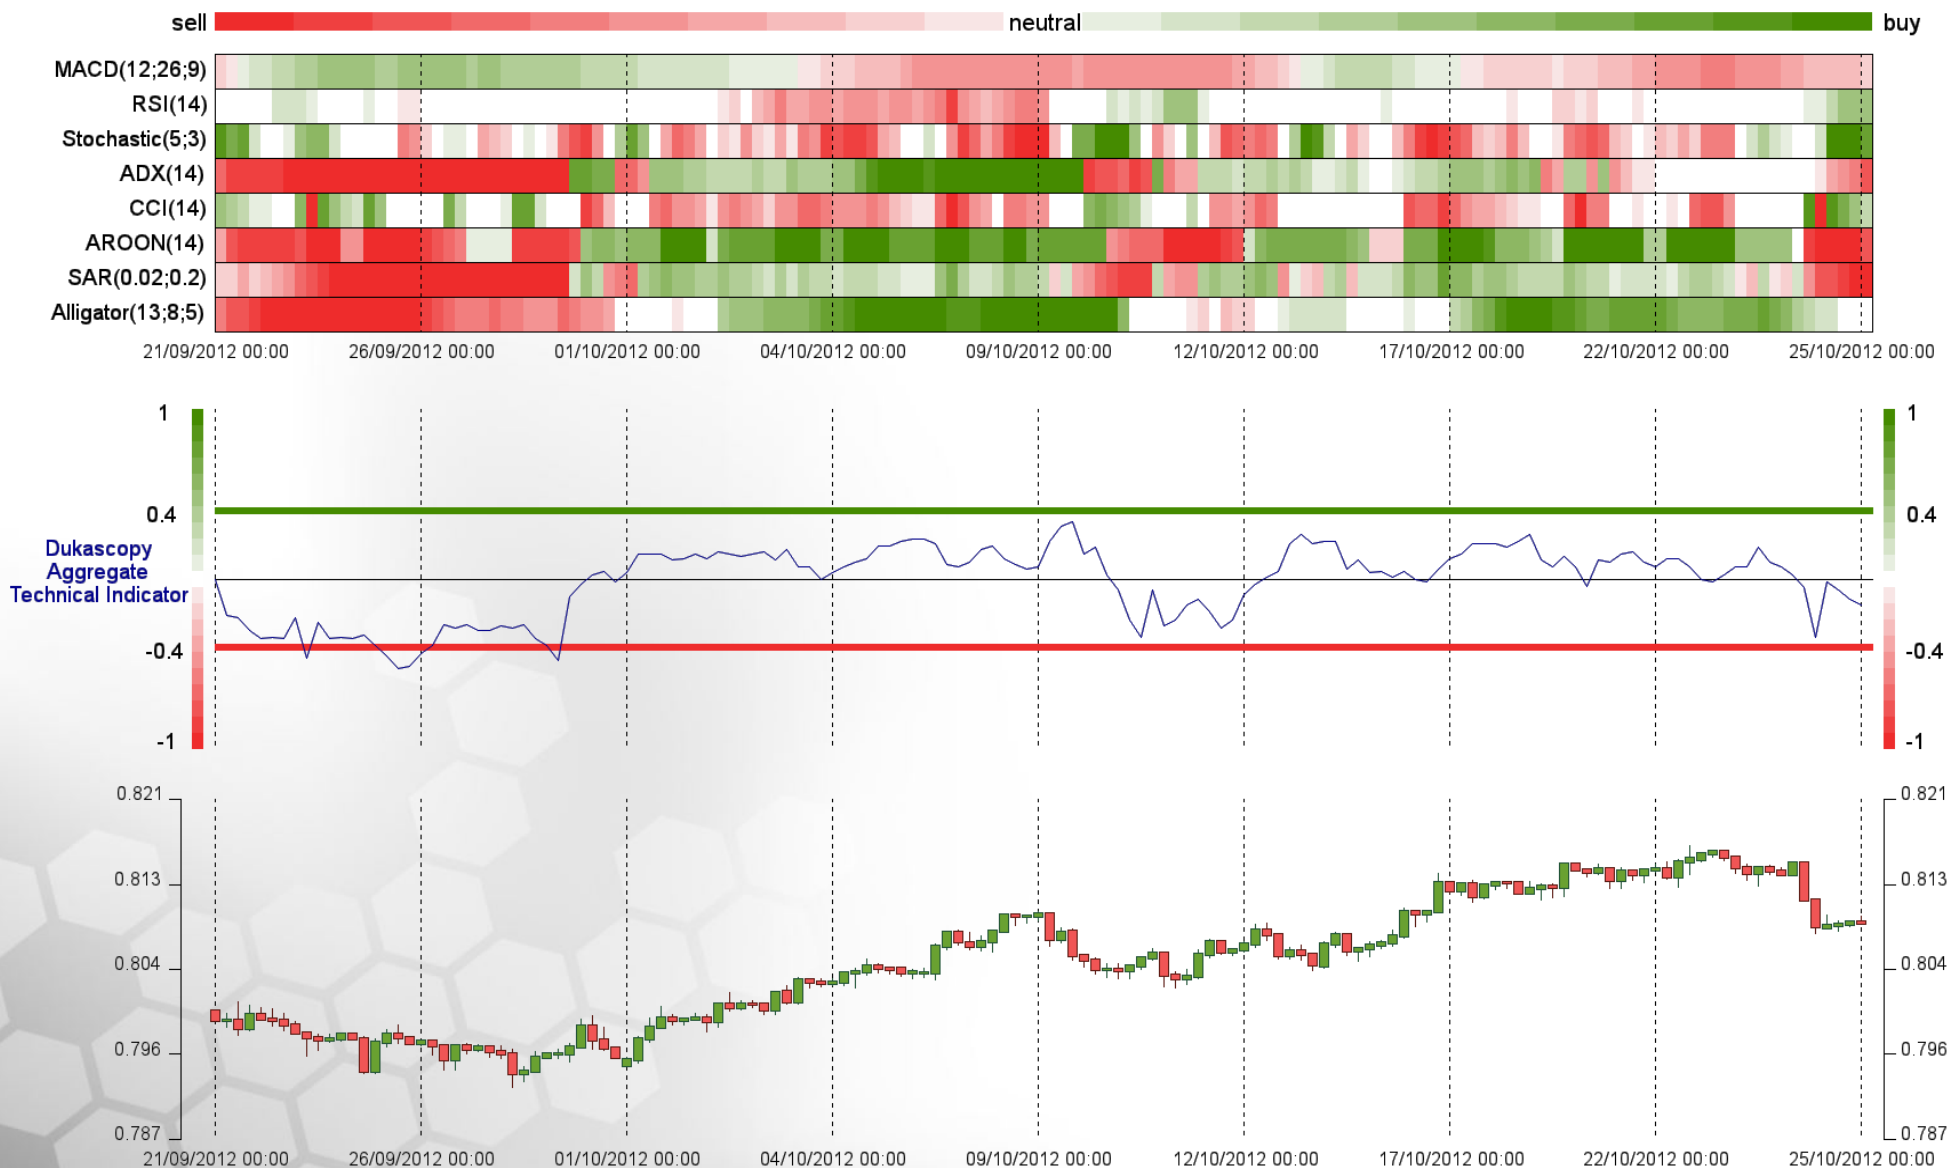 sell neutral buy
MACD(12;26;9)
RSI(14)
Stochastic(5;3)
ADX(14)
CCI(14)
AROON(14)
SAR(0.02;0.2)
Alligator(13;8;5)
21/09/2012 00:00 26/09/2012 00:00 01/10/2012 00:00 04/10/2012 00:00 09/10/2012 00:00 12/10/2012 00:00 17/10/2012 00:00 22/10/2012 00:00 25/10/2012 00:00
1 1
0.4 0.4
Dukascopy
Aggregate
Technical Indicator
-0.4 -0.4
-1 -1
0.821 0.821
0.813 0.813
0.804 0.804
0.796 0.796
0.787 0.787
21/09/2012 00:00 26/09/2012 00:00 01/10/2012 00:00 04/10/2012 00:00 09/10/2012 00:00 12/10/2012 00:00 17/10/2012 00:00 22/10/2012 00:00 25/10/2012 00:00